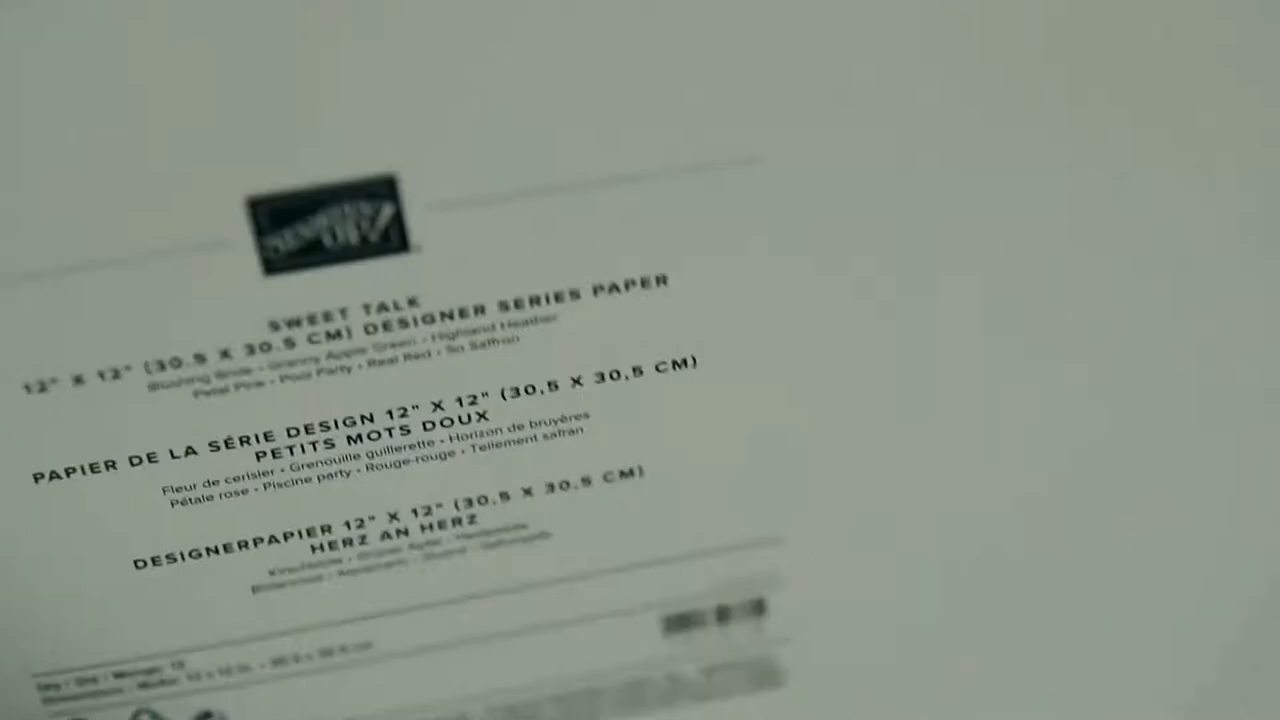 STAMPIN' UP!
SWEET TALK
12" X 12" (30.5 X 30.5 CM) DESIGNER SERIES PAPER
Blushing Bride • Granny Apple Green • Highland Heather
Petal Pink • Pool Party • Real Red • So Saffron
PAPIER DE LA SÉRIE DESIGN 12" X 12" (30,5 X 30,5 CM)
PETITS MOTS DOUX
Fleur de cerisier • Grenouille guillerette • Horizon de bruyères
Pétale rose • Piscine party • Rouge-rouge • Tellement safran
DESIGNERPAPIER 12" X 12" (30,5 X 30,5 CM)
HERZ AN HERZ